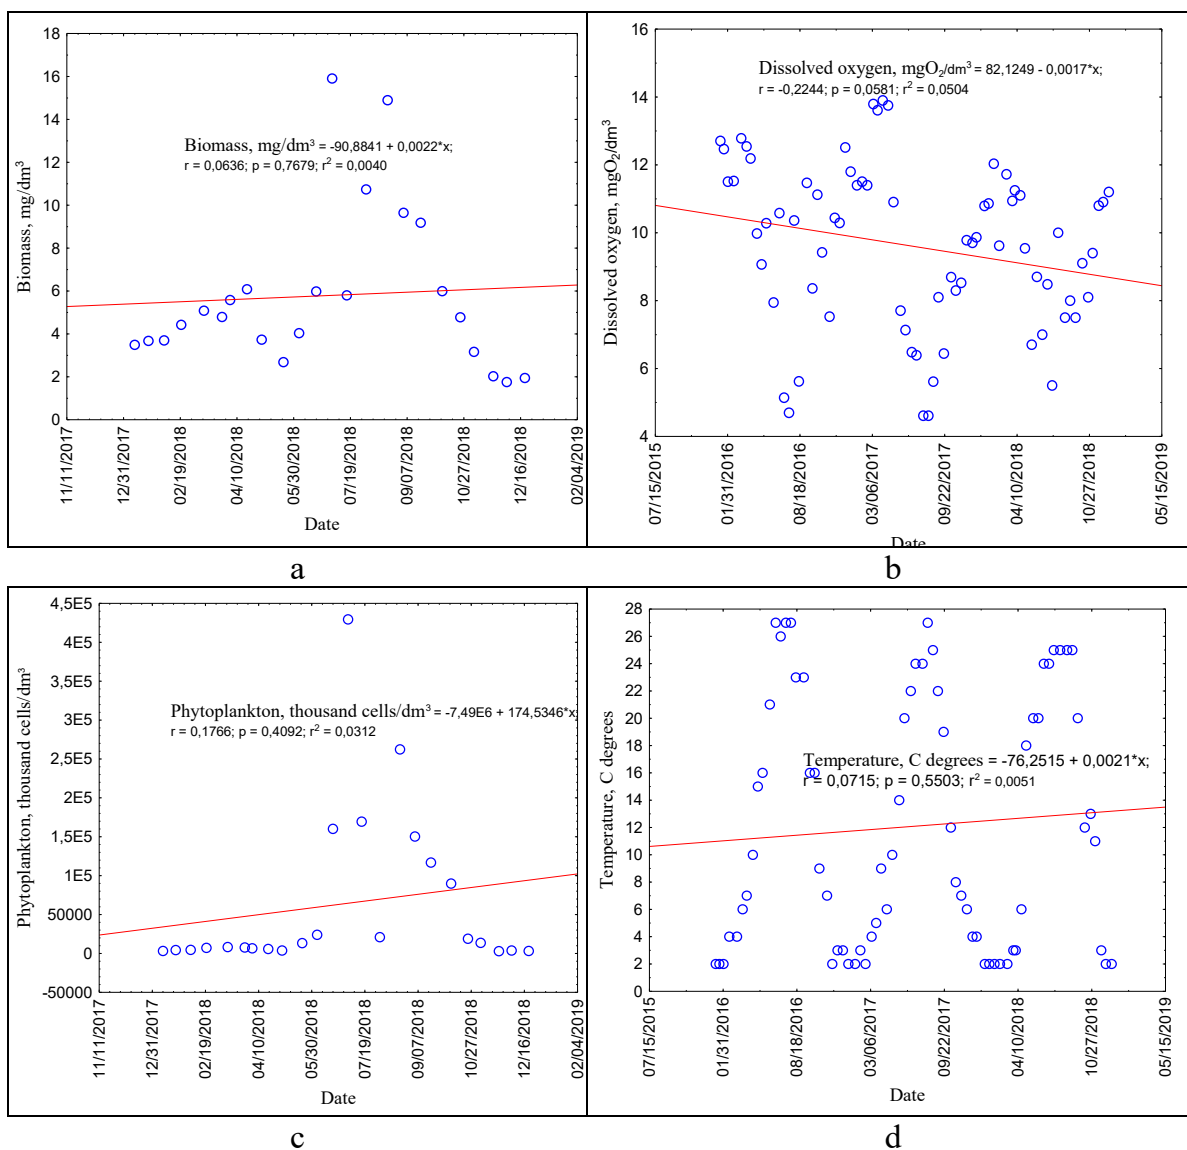 18
16
14
12
10
8
6
4
2
0
Biomass, mg/dm³
Biomass, mg/dm³ = -90,8841 + 0,0022*x;
r = 0,0636; p = 0,7679; r² = 0,0040
11/11/2017
12/31/2017
02/19/2018
04/10/2018
05/30/2018
07/19/2018
09/07/2018
10/27/2018
12/16/2018
02/04/2019
Date
a
16
14
12
10
8
6
4
Dissolved oxygen, mgO₂/dm³
Dissolved oxygen, mgO₂/dm³ = 82,1249 - 0,0017*x;
r = -0,2244; p = 0,0581; r² = 0,0504
07/15/2015
01/31/2016
08/18/2016
03/06/2017
09/22/2017
04/10/2018
10/27/2018
05/15/2019
Date
b
4,5E5
4E5
3,5E5
3E5
2,5E5
2E5
1,5E5
1E5
50000
0
-50000
Phytoplankton, thousand cells/dm³
Phytoplankton, thousand cells/dm³ = -7,49E6 + 174,5346*x;
r = 0,1766; p = 0,4092; r² = 0,0312
11/11/2017
12/31/2017
02/19/2018
04/10/2018
05/30/2018
07/19/2018
09/07/2018
10/27/2018
12/16/2018
02/04/2019
Date
c
28
26
24
22
20
18
16
14
12
10
8
6
4
2
0
Temperature, C degrees
Temperature, C degrees = -76,2515 + 0,0021*x;
r = 0,0715; p = 0,5503; r² = 0,0051
07/15/2015
01/31/2016
08/18/2016
03/06/2017
09/22/2017
04/10/2018
10/27/2018
05/15/2019
Date
d